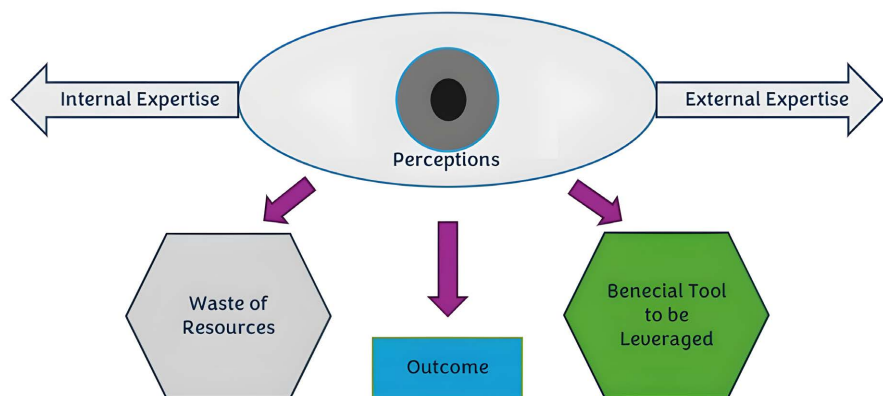 Internal Expertise
External Expertise
Perceptions
Waste of
Resources
Benecial Tool
to be
Leveraged
Outcome